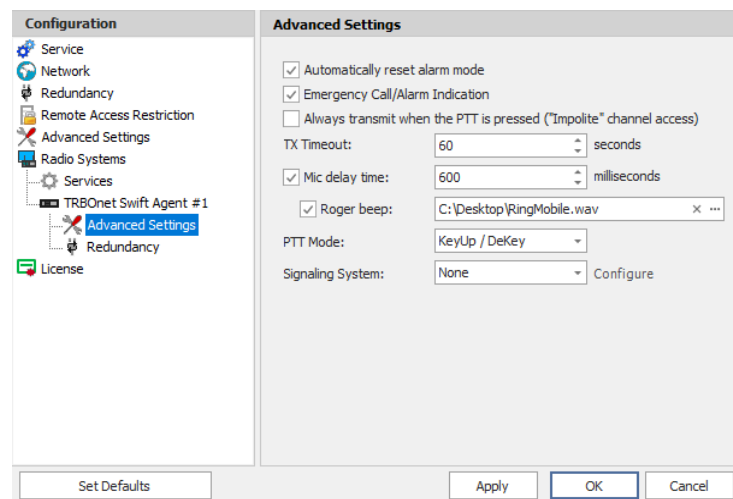 Configuration
Service
Network
Redundancy
Remote Access Restriction
Advanced Settings
Radio Systems
Services
TRBOnet Swift Agent #1
Advanced Settings
Redundancy
License
Advanced Settings
Automatically reset alarm mode
Emergency Call/Alarm Indication
Always transmit when the PTT is pressed ("Impolite" channel access)
TX Timeout: 60 seconds
Mic delay time: 600 milliseconds
Roger beep: C:\Desktop\RingMobile.wav
PTT Mode: KeyUp / DeKey
Signaling System: None Configure
Set Defaults Apply OK Cancel